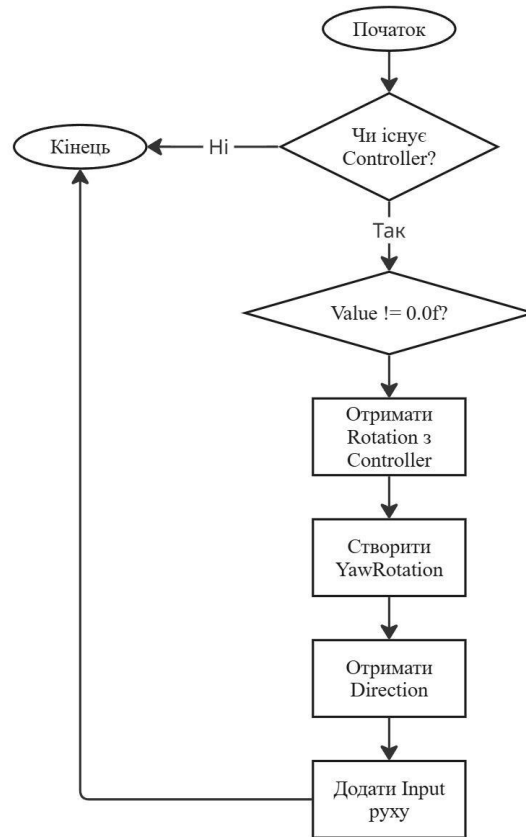 Початок
Чи існує
Controller?
Ні
Кінець
Так
Value != 0.0f?
Отримати
Rotation з
Controller
Створити
YawRotation
Отримати
Direction
Додати Input
руху